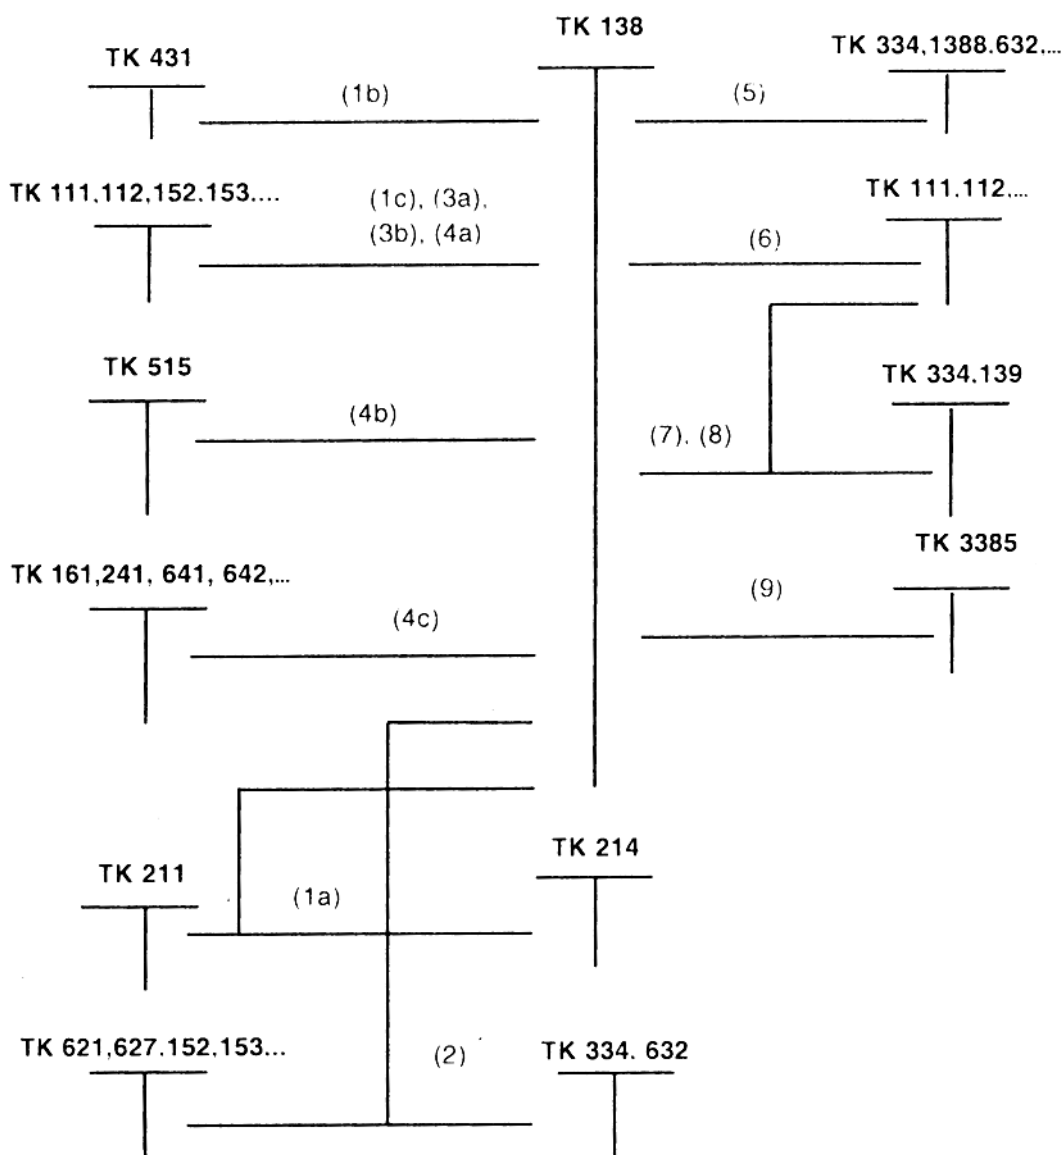 TK 138
TK 431
TK 334,1388.632,...
(1b)
(5)
TK 111,112,152.153....
(1c), (3a),
(3b), (4a)
TK 111.112,...
(6)
TK 515
(4b)
TK 334.139
(7), (8)
TK 3385
TK 161,241, 641, 642,...
(4c)
(9)
TK 214
TK 211
(1a)
TK 621,627.152,153...
(2)
TK 334. 632